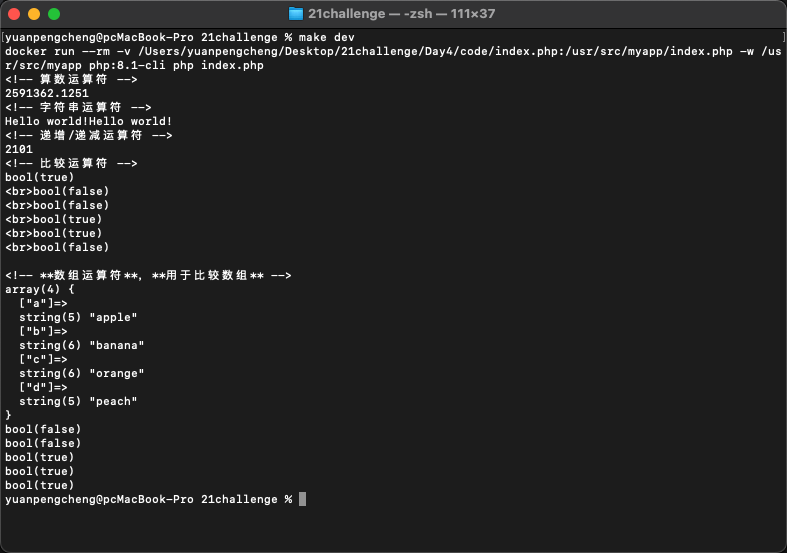 21challenge — -zsh — 111×37
[yuanpengcheng@pcMacBook-Pro 21challenge % make dev ]
docker run --rm -v /Users/yuanpengcheng/Desktop/21challenge/Day4/code/index.php:/usr/src/myapp/index.php -w /us
r/src/myapp php:8.1-cli php index.php
<!-- 算数运算符 -->
2591362.1251
<!-- 字符串运算符 -->
Hello world!Hello world!
<!-- 递增/递减运算符 -->
2101
<!-- 比较运算符 -->
bool(true)
<br>bool(false)
<br>bool(false)
<br>bool(true)
<br>bool(true)
<br>bool(false)
<!-- **数组运算符**, **用于比较数组** -->
array(4) {
  ["a"]=>
  string(5) "apple"
  ["b"]=>
  string(6) "banana"
  ["c"]=>
  string(6) "orange"
  ["d"]=>
  string(5) "peach"
}
bool(false)
bool(false)
bool(true)
bool(true)
bool(true)
yuanpengcheng@pcMacBook-Pro 21challenge %